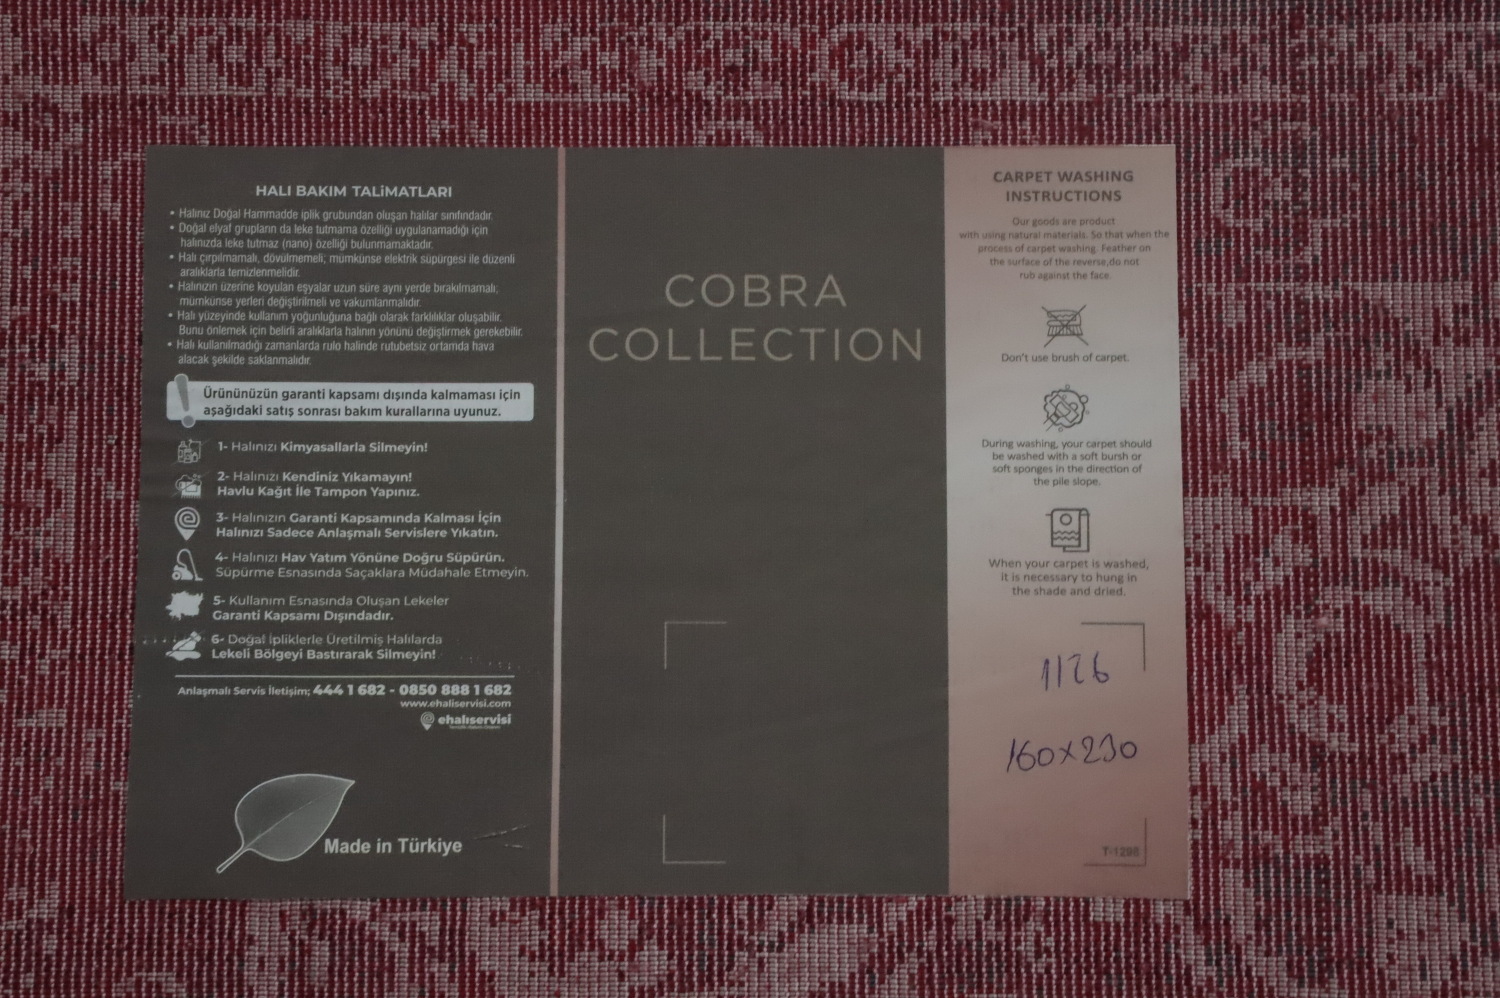 HALI BAKIM TALİMATLARI
• Halınız Doğal Hammadde iplik grubundan oluşan halılar sınıfındadır.
• Doğal elyaf grupların da leke tutmama özelliği uygulanamadığı için
halınızda leke tutmaz (nano) özelliği bulunmamaktadır.
• Halı çırpılmamalı, dövülmemeli; mümkünse elektrik süpürgesi ile düzenli
aralıklarla temizlenmelidir.
• Halınızın üzerine koyulan eşyalar uzun süre aynı yerde bırakılmamalı;
mümkünse yerleri değiştirilmeli ve vakumlanmalıdır.
• Halı yüzeyinde kullanım yoğunluğuna bağlı olarak farklılıklar oluşabilir.
Bunu önlemek için belirli aralıklarla halının yönünü değiştirmek gerekebilir.
• Halı kullanılmadığı zamanlarda rulo halinde rutubetsiz ortamda hava
alacak şekilde saklanmalıdır.
Ürününüzün garanti kapsamı dışında kalmaması için
aşağıdaki satış sonrası bakım kurallarına uyunuz.
1- Halınızı Kimyasallarla Silmeyin!
2- Halınızı Kendiniz Yıkamayın!
Havlu Kağıt İle Tampon Yapınız.
3- Halınızın Garanti Kapsamında Kalması İçin
Halınızı Sadece Anlaşmalı Servislere Yıkatın.
4- Halınızı Hav Yatım Yönüne Doğru Süpürün.
Süpürme Esnasında Saçaklara Müdahale Etmeyin.
5- Kullanım Esnasında Oluşan Lekeler
Garanti Kapsamı Dışındadır.
6- Doğal İpliklerle Üretilmiş Halılarda
Lekeli Bölgeyi Bastırarak Silmeyin!
Anlaşmalı Servis İletişim; 444 1 682 - 0850 888 1 682
www.ehaliservisi.com
ehalıservisi
Made in Türkiye
COBRA
COLLECTION
CARPET WASHING
INSTRUCTIONS
Our goods are product
with using natural materials. So that when the
process of carpet washing. Feather on
the surface of the reverse,do not
rub against the face.
Don't use brush of carpet.
During washing, your carpet should
be washed with a soft bursh or
soft sponges in the direction of
the pile slope.
When your carpet is washed,
it is necessary to hung in
the shade and dried.
1126
160x230
T-1298